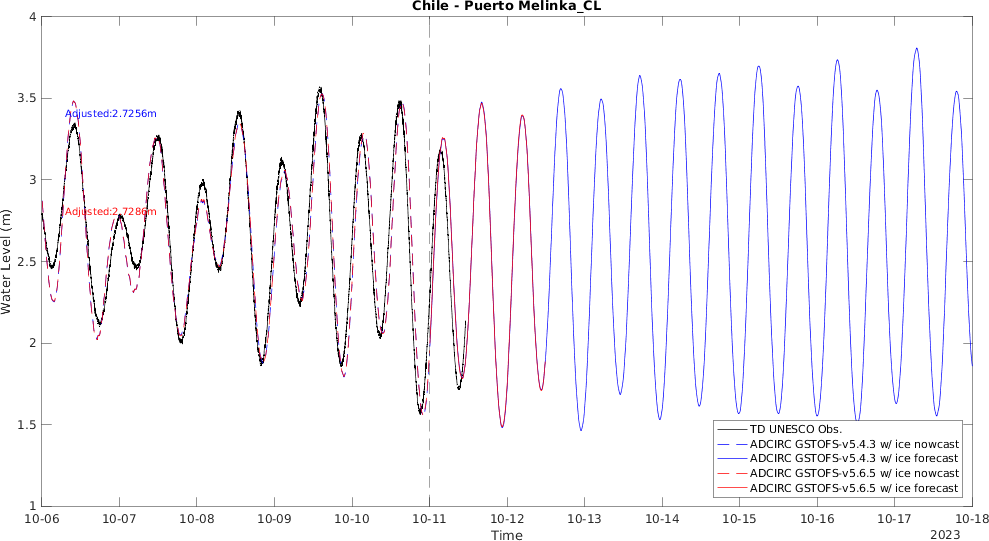 Chile - Puerto Melinka_CL
4
3.5
3
2.5
2
1.5
1
Water Level (m)
Adjusted:2.7256m
Adjusted:2.7286m
TD UNESCO Obs.
ADCIRC GSTOFS-v5.4.3 w/ ice nowcast
ADCIRC GSTOFS-v5.4.3 w/ ice forecast
ADCIRC GSTOFS-v5.6.5 w/ ice nowcast
ADCIRC GSTOFS-v5.6.5 w/ ice forecast
10-06 10-07 10-08 10-09 10-10 10-11 10-12 10-13 10-14 10-15 10-16 10-17 10-18
Time
2023